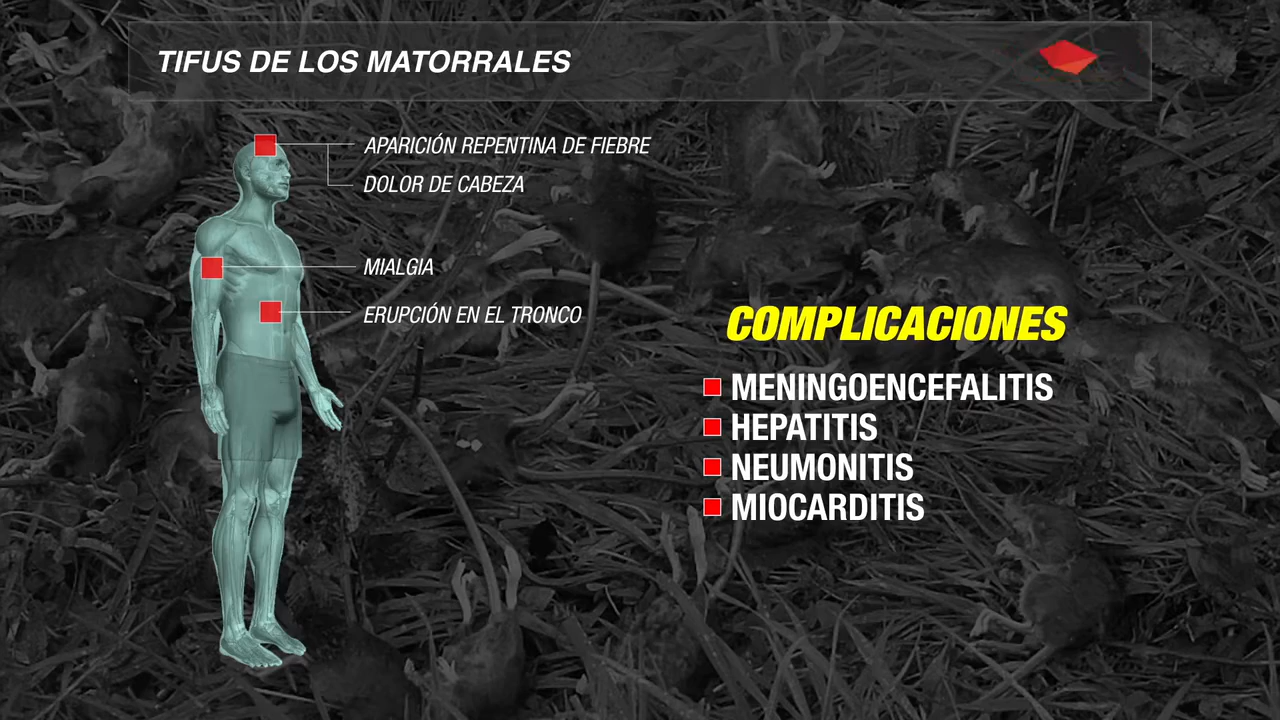 TIFUS DE LOS MATORRALES
APARICIÓN REPENTINA DE FIEBRE
DOLOR DE CABEZA
MIALGIA
ERUPCIÓN EN EL TRONCO
COMPLICACIONES
MENINGOENCEFALITIS
HEPATITIS
NEUMONITIS
MIOCARDITIS